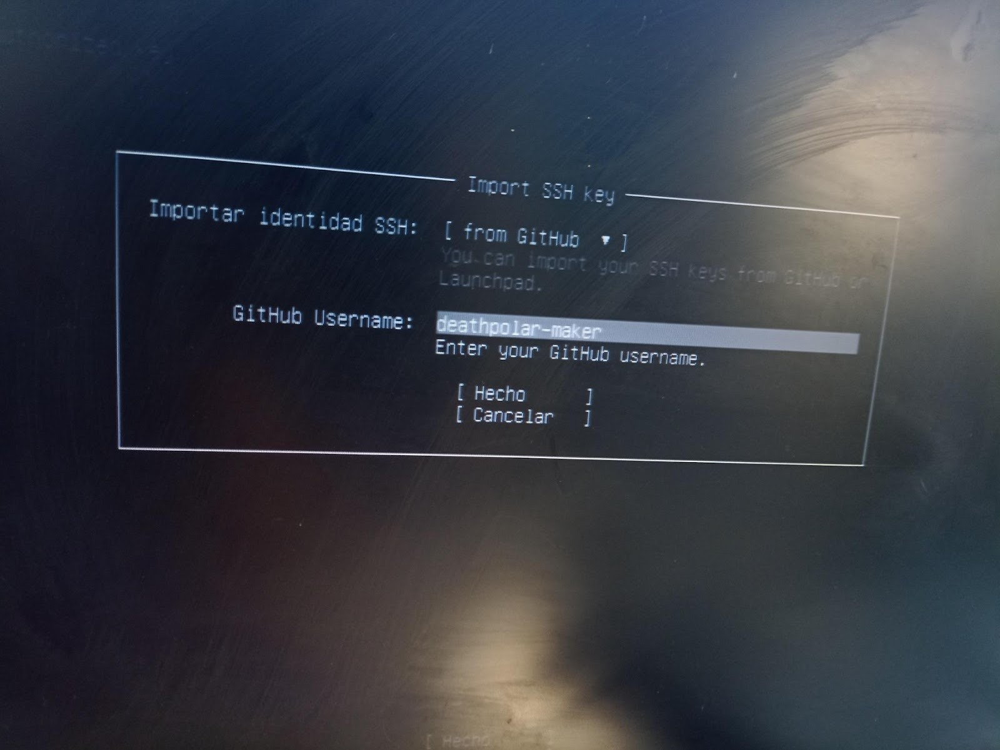 Import SSH key
Importar identidad SSH: [ from GitHub ▼ ]
You can import your SSH keys from GitHub or
Launchpad.
GitHub Username: deathpolar-maker
Enter your GitHub username.
[ Hecho ]
[ Cancelar ]
[ Hecho ]